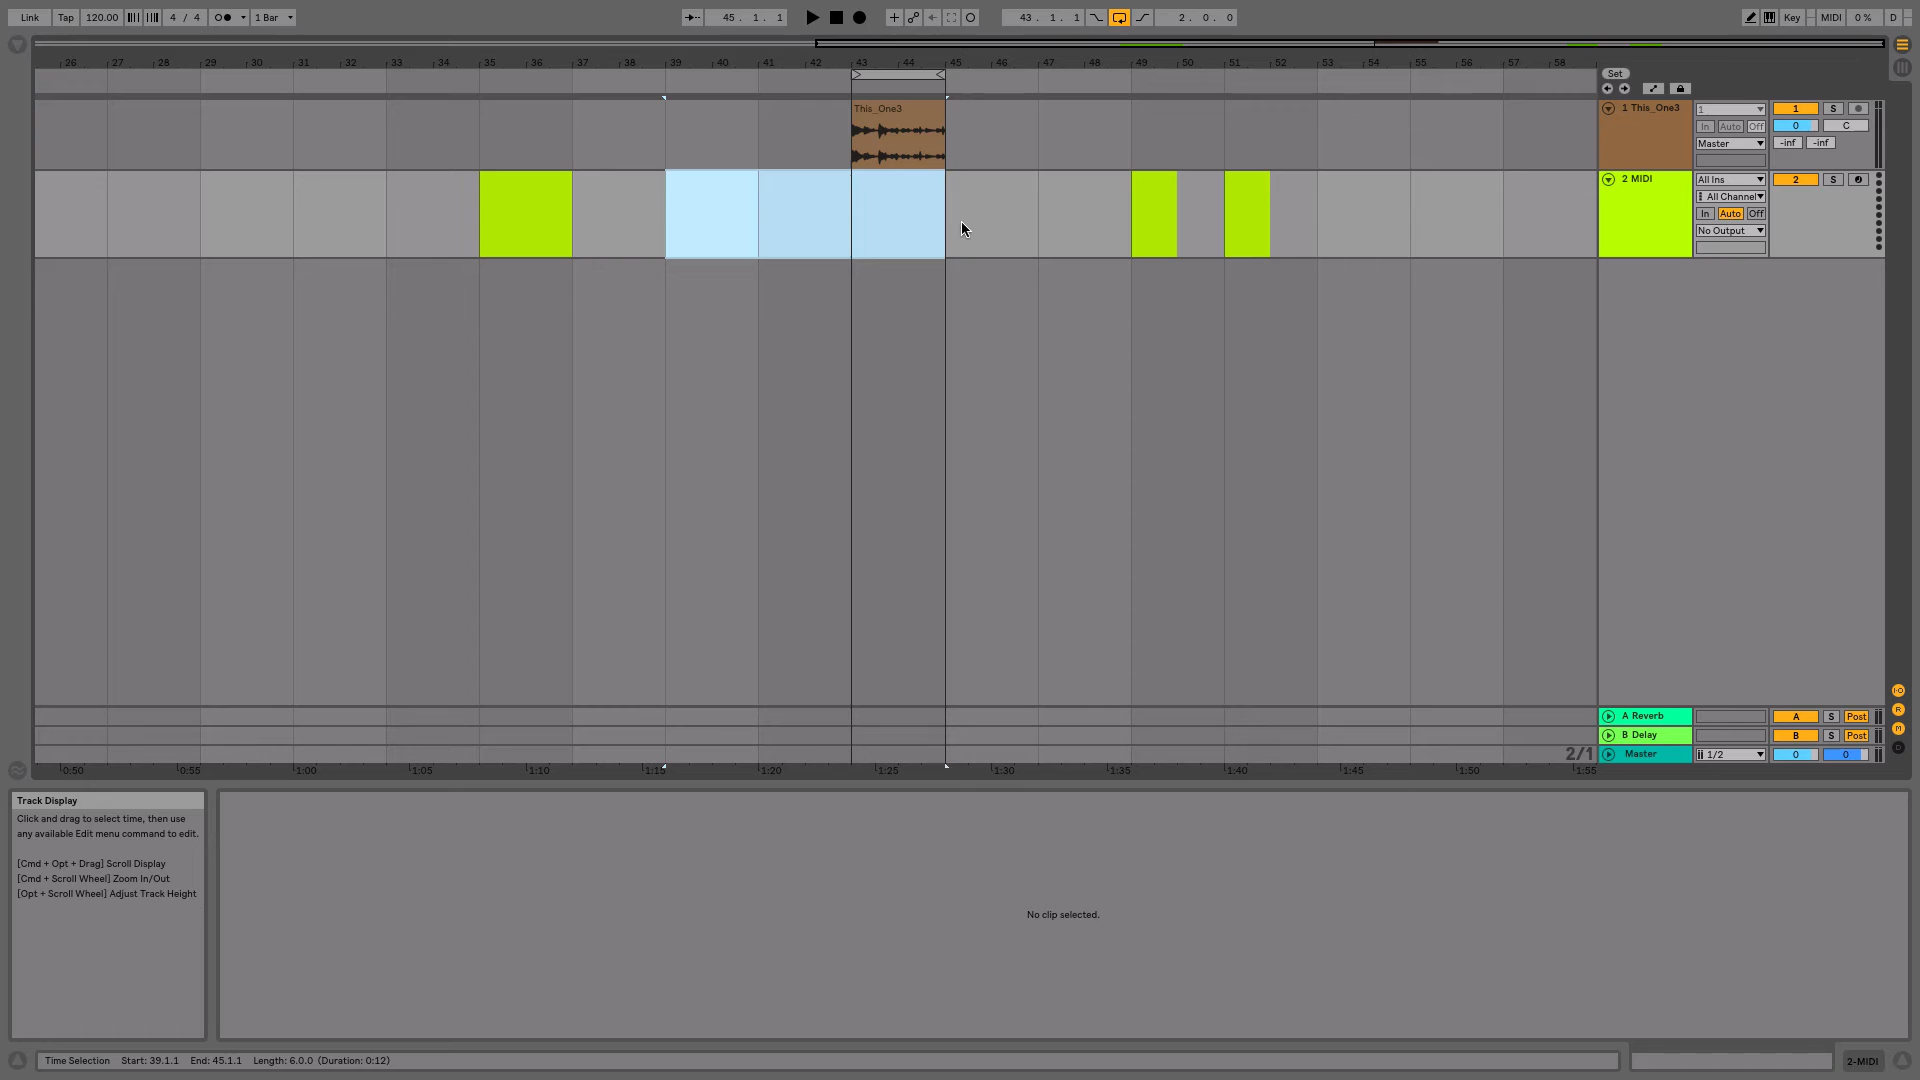 Link Tap 120.00 4 / 4 1 Bar 45 . 1 . 1 43 . 1 . 1 2 . 0 . 0 Key MIDI 0 % D
26 27 28 29 30 31 32 33 34 35 36 37 38 39 40 41 42 43 44 45 46 47 48 49 50 51 52 53 54 55 56 57 58
Set
This_One3
1 This_One3 1 1 S
In Auto Off 0 C
Master -inf -inf
2 MIDI All Ins 2 S
All Channel
In Auto Off
No Output
A Reverb A S Post
B Delay B S Post
2/1 Master 1/2 0 0
0:50 0:55 1:00 1:05 1:10 1:15 1:20 1:25 1:30 1:35 1:40 1:45 1:50 1:55
I·O
R
M
D
Track Display
Click and drag to select time, then use
any available Edit menu command to edit.
[Cmd + Opt + Drag] Scroll Display
[Cmd + Scroll Wheel] Zoom In/Out
[Opt + Scroll Wheel] Adjust Track Height
No clip selected.
Time Selection Start: 39.1.1 End: 45.1.1 Length: 6.0.0 (Duration: 0:12)
2-MIDI